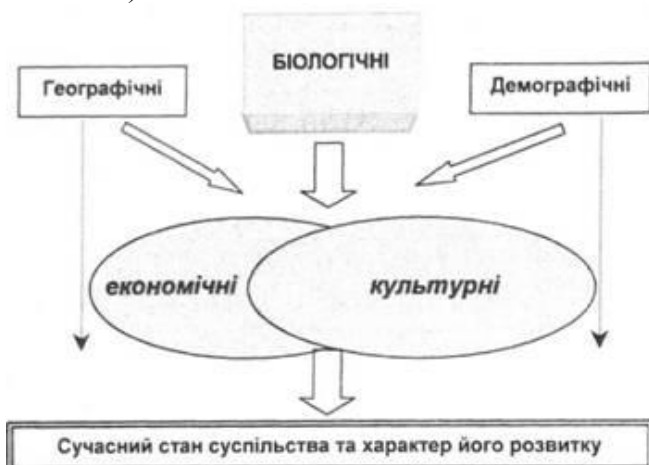 БІОЛОГІЧНІ
Географічні
Демографічні
економічні
культурні
Сучасний стан суспільства та характер його розвитку